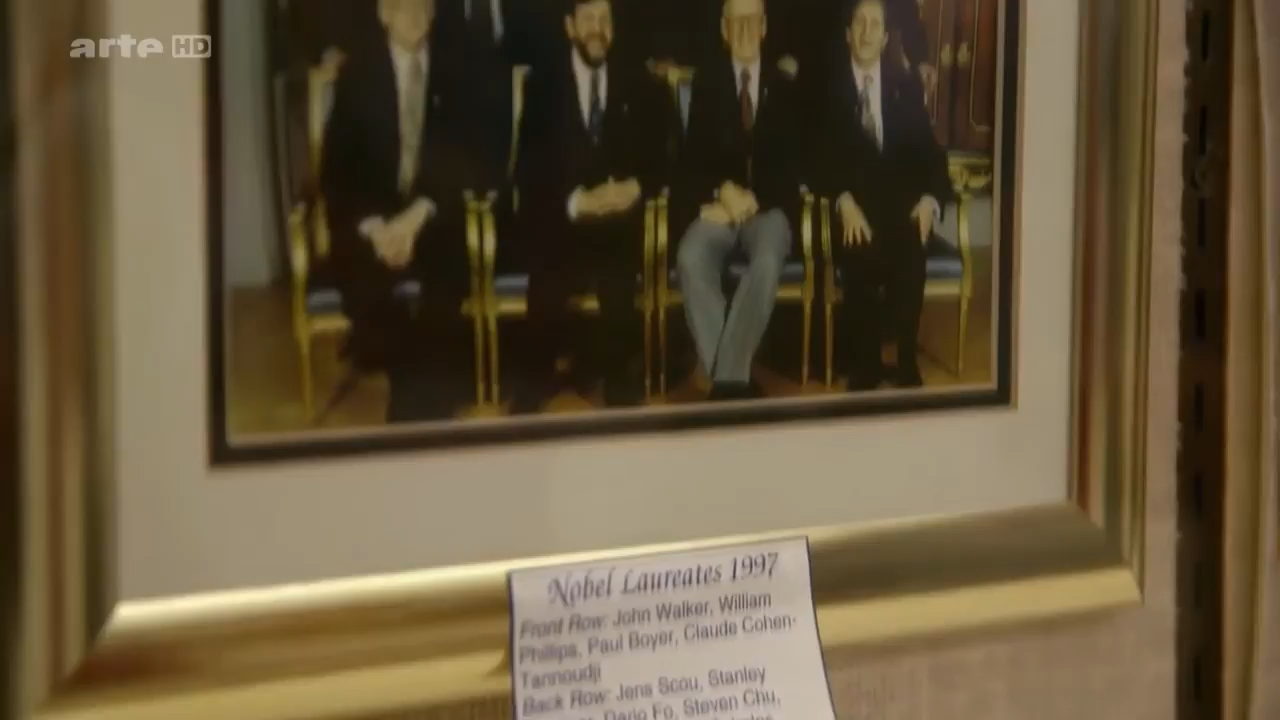 arte HD
Nobel Laureates 1997
Front Row: John Walker, William
Phillips, Paul Boyer, Claude Cohen-
Tannoudji
Back Row: Jens Scou, Stanley
Dario Fo, Steven Chu,